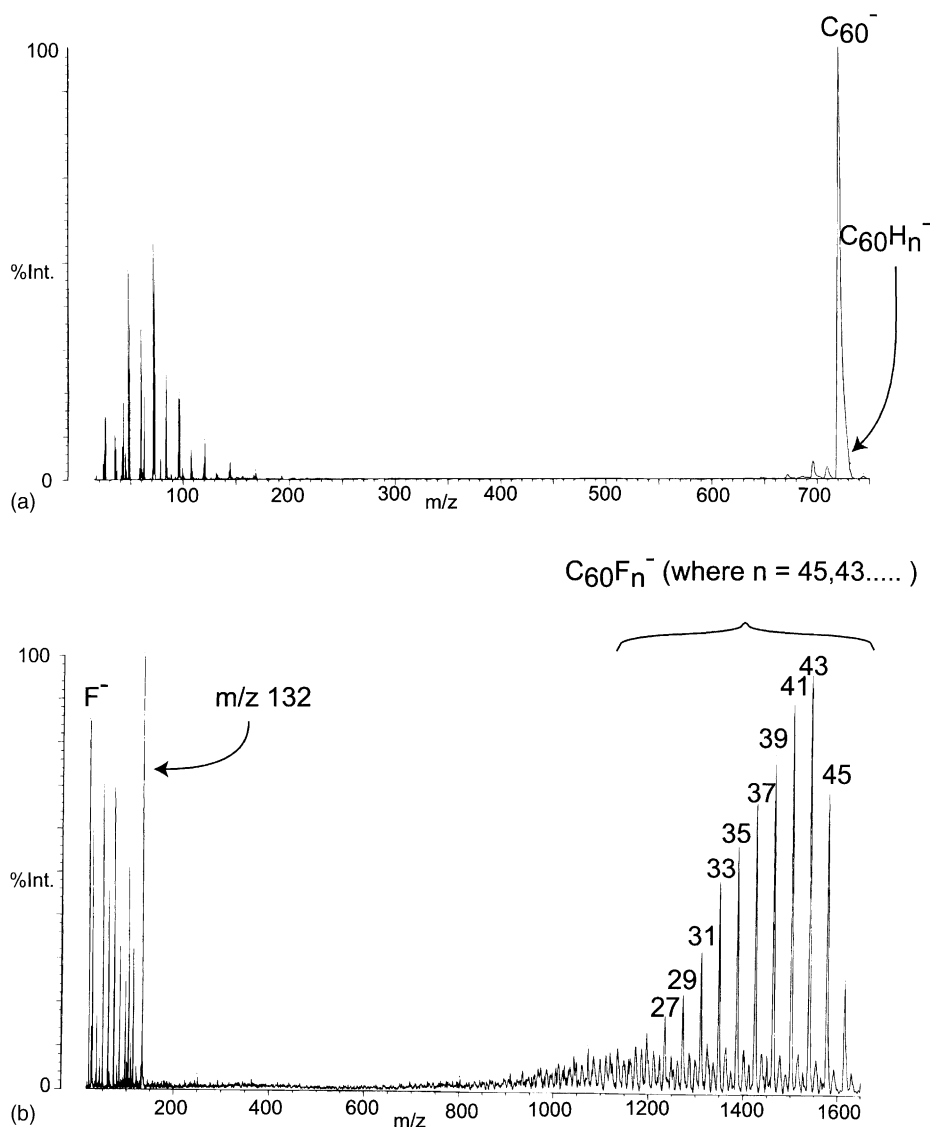 C60-
100
C60Hn-
%Int.
0
(a)
100 200 300 400 500 600 700
m/z
C60Fn- (where n = 45,43..... )
100
F-
m/z 132
43
41
39
45
37
35
33
31
29
27
%Int.
0
(b)
200 400 600 800 1000 1200 1400 1600
m/z